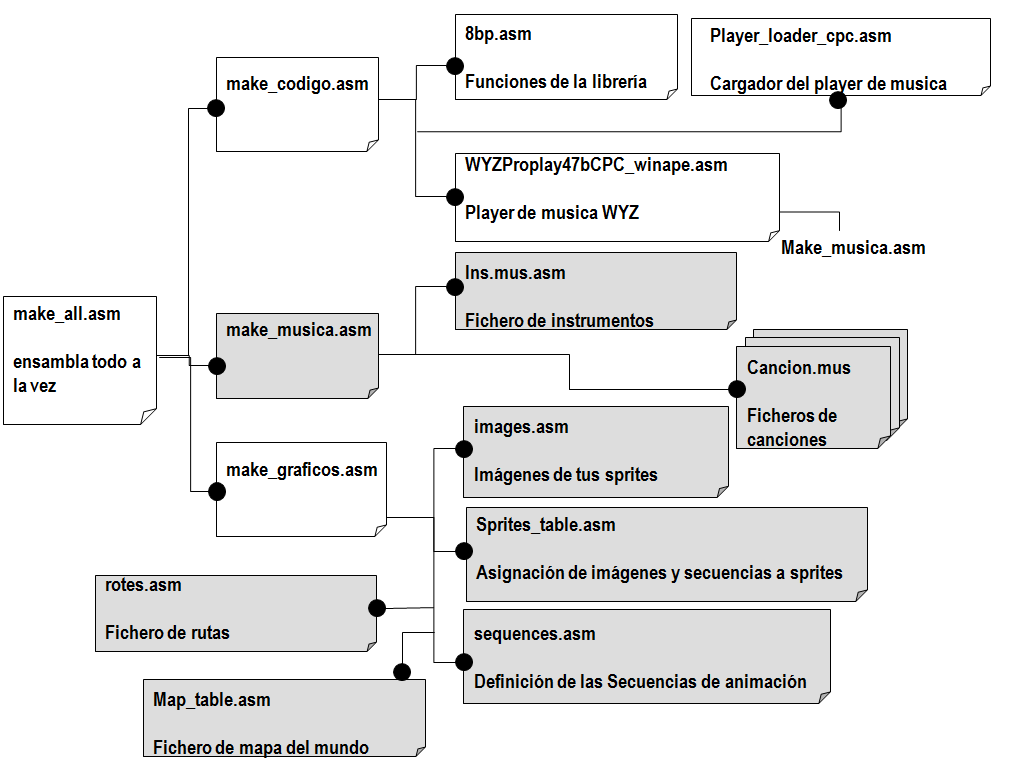 8bp.asm
Funciones de la librería
Player_loader_cpc.asm
Cargador del player de musica
make_codigo.asm
WYZProplay47bCPC_winape.asm
Player de musica WYZ
Make_musica.asm
Ins.mus.asm
Fichero de instrumentos
make_all.asm
ensambla todo a
la vez
make_musica.asm
Cancion.mus
Ficheros de
canciones
images.asm
Imágenes de tus sprites
make_graficos.asm
Sprites_table.asm
Asignación de imágenes y secuencias a sprites
rotes.asm
Fichero de rutas
sequences.asm
Definición de las Secuencias de animación
Map_table.asm
Fichero de mapa del mundo